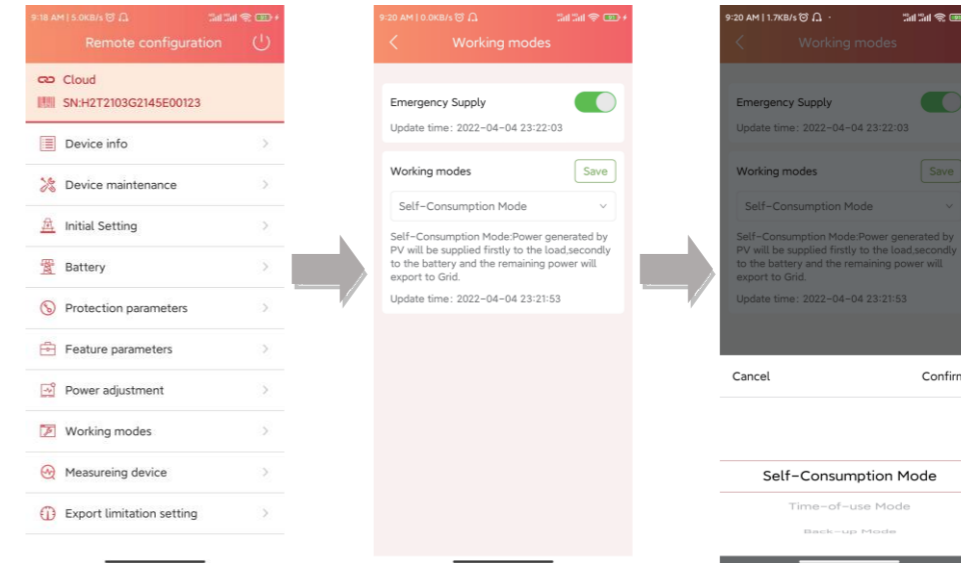 9:18 AM | 5.0KB/s
Remote configuration
Cloud
SN:H2T2103G2145E00123
Device info
Device maintenance
Initial Setting
Battery
Protection parameters
Feature parameters
Power adjustment
Working modes
Measureing device
Export limitation setting
9:20 AM | 0.0KB/s
Working modes
Emergency Supply
Update time: 2022-04-04 23:22:03
Working modes Save
Self-Consumption Mode
Self-Consumption Mode:Power generated by
PV will be supplied firstly to the load,secondly
to the battery and the remaining power will
export to Grid.
Update time: 2022-04-04 23:21:53
9:20 AM | 1.7KB/s
Working modes
Emergency Supply
Update time: 2022-04-04 23:22:03
Working modes Save
Self-Consumption Mode
Self-Consumption Mode:Power generated by
PV will be supplied firstly to the load,secondly
to the battery and the remaining power will
export to Grid.
Update time: 2022-04-04 23:21:53
Cancel Confirm
Self-Consumption Mode
Time-of-use Mode
Back-up Mode